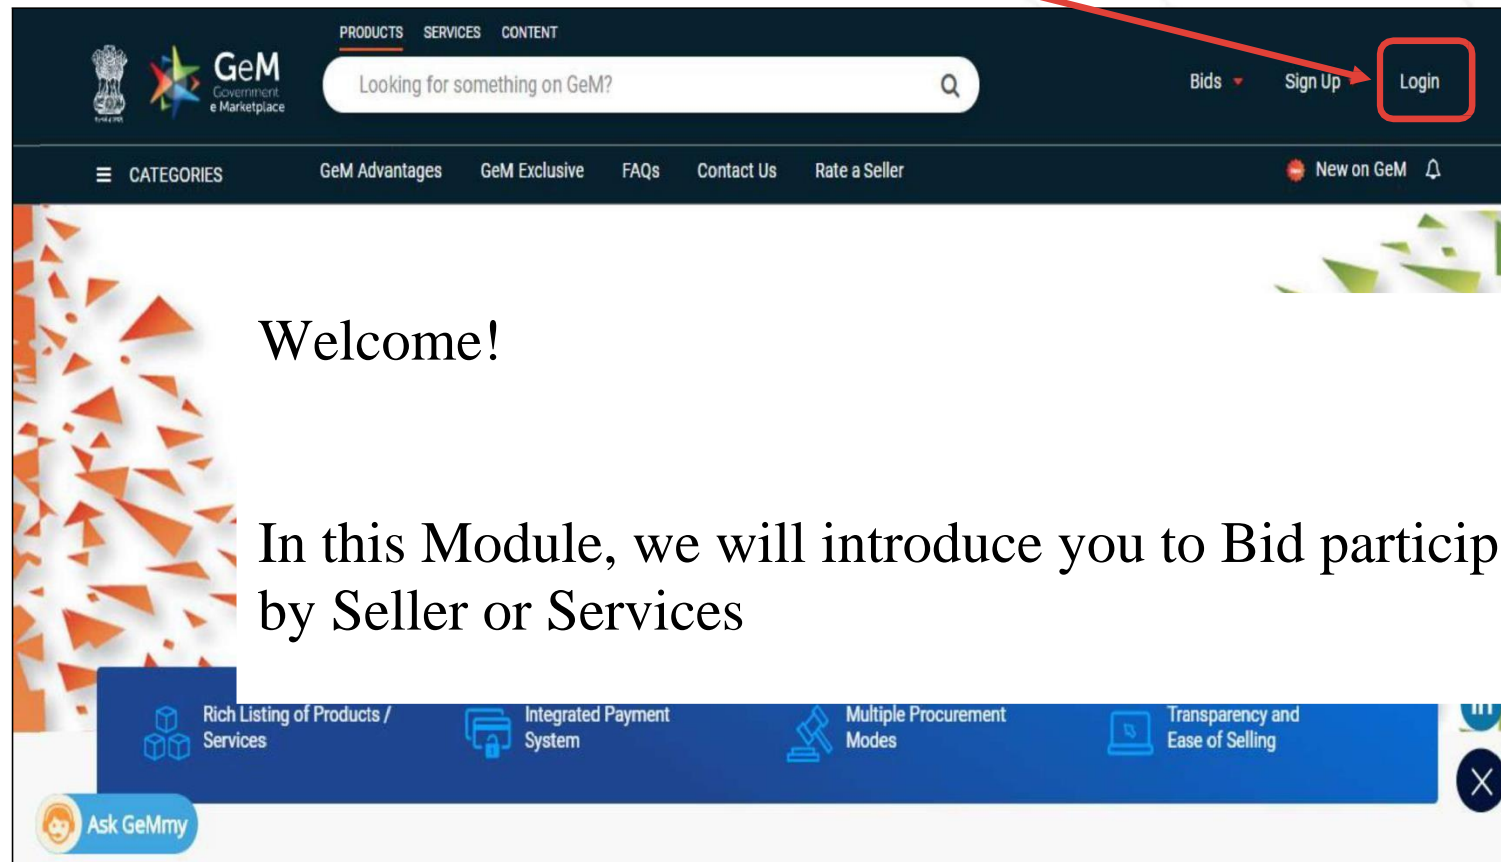 PRODUCTS SERVICES CONTENT
GeM
Government
e Marketplace
Looking for something on GeM?
Bids Sign Up Login
CATEGORIES GeM Advantages GeM Exclusive FAQs Contact Us Rate a Seller New on GeM
Welcome!
In this Module, we will introduce you to Bid particip
by Seller or Services
Rich Listing of Products /
Services
Integrated Payment
System
Multiple Procurement
Modes
Transparency and
Ease of Selling
in
X
Ask GeMmy